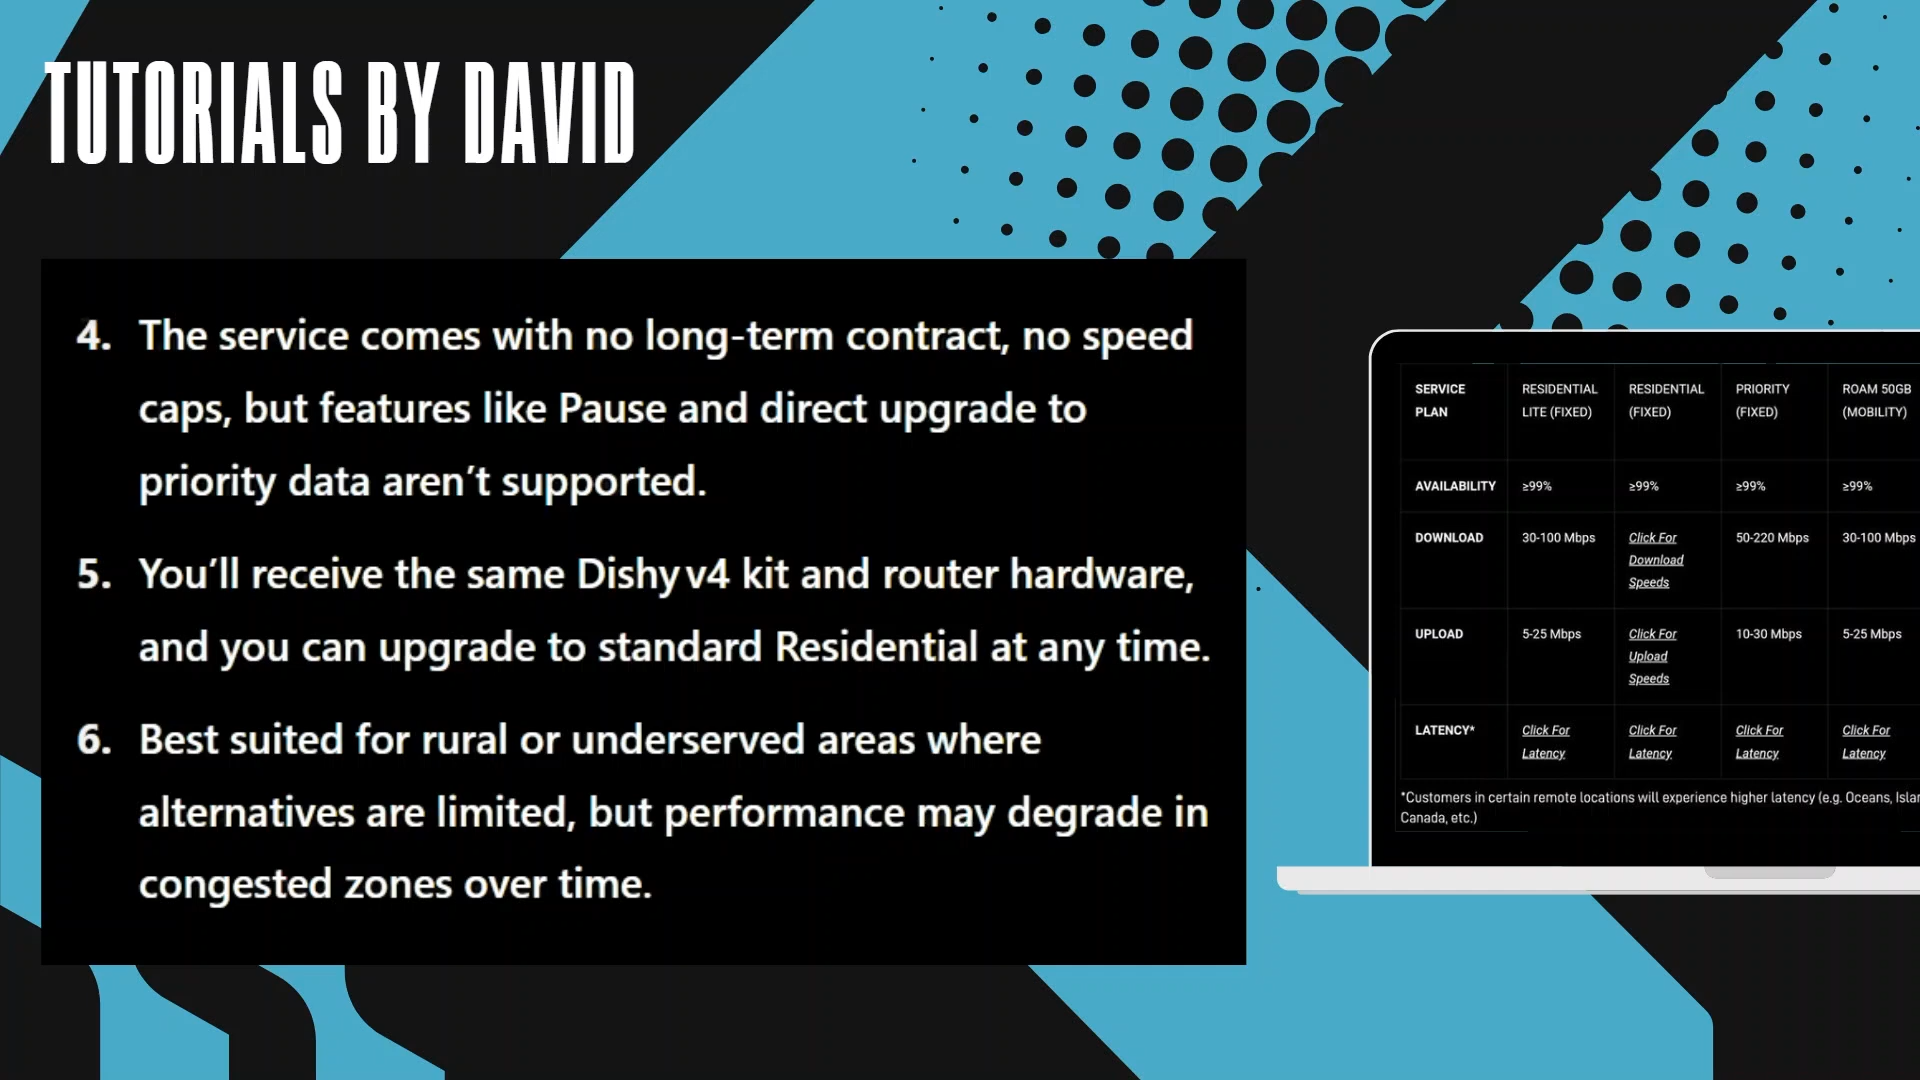 TUTORIALS BY DAVID
4. The service comes with no long-term contract, no speed
caps, but features like Pause and direct upgrade to
priority data aren’t supported.
5. You’ll receive the same Dishy v4 kit and router hardware,
and you can upgrade to standard Residential at any time.
6. Best suited for rural or underserved areas where
alternatives are limited, but performance may degrade in
congested zones over time.
SERVICE PLAN RESIDENTIAL LITE (FIXED) RESIDENTIAL (FIXED) PRIORITY (FIXED) ROAM 50GB (MOBILITY)
AVAILABILITY ≥99% ≥99% ≥99% ≥99%
DOWNLOAD 30-100 Mbps Click For Download Speeds 50-220 Mbps 30-100 Mbps
UPLOAD 5-25 Mbps Click For Upload Speeds 10-30 Mbps 5-25 Mbps
LATENCY* Click For Latency Click For Latency Click For Latency Click For Latency
*Customers in certain remote locations will experience higher latency (e.g. Oceans,
Canada, etc.)